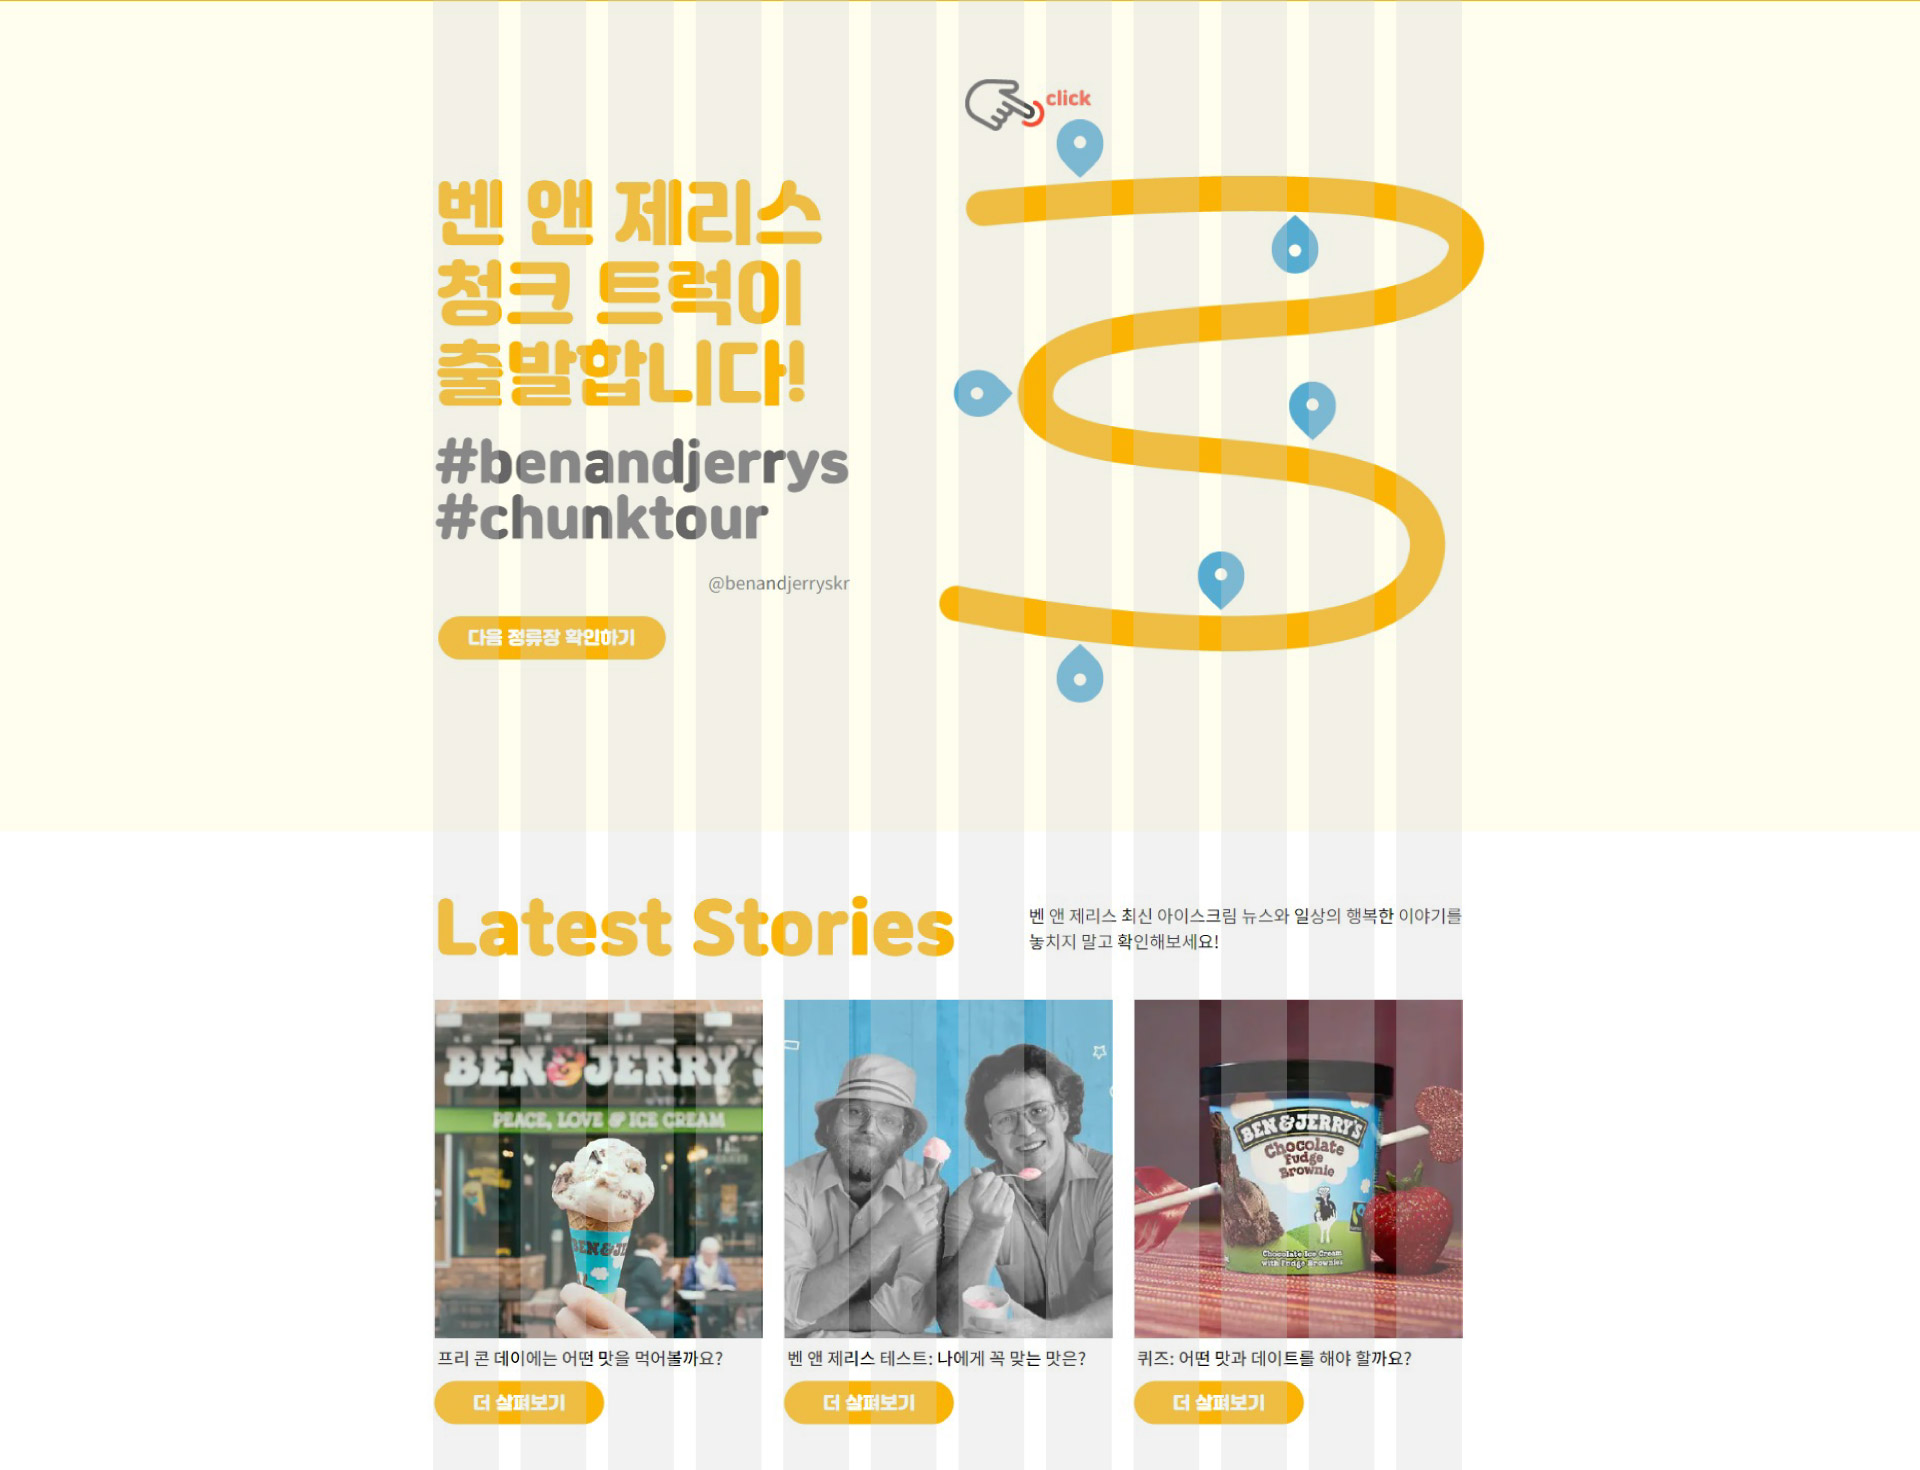 click
벤 앤 제리스
청크 트럭이
출발합니다!
#benandjerrys
#chunktour
@benandjerryskr
다음 정류장 확인하기
Latest Stories
벤 앤 제리스 최신 아이스크림 뉴스와 일상의 행복한 이야기를
놓치지 말고 확인해보세요!
BEN & JERRY'S
PEACE, LOVE & ICE CREAM
BEN & JE
BEN & JERRY'S
Chocolate
Fudge
Brownie
Chocolate Ice Cream
with Fudge Brownies
프리 콘 데이에는 어떤 맛을 먹어볼까요?
벤 앤 제리스 테스트: 나에게 꼭 맞는 맛은?
퀴즈: 어떤 맛과 데이트를 해야 할까요?
더 살펴보기
더 살펴보기
더 살펴보기